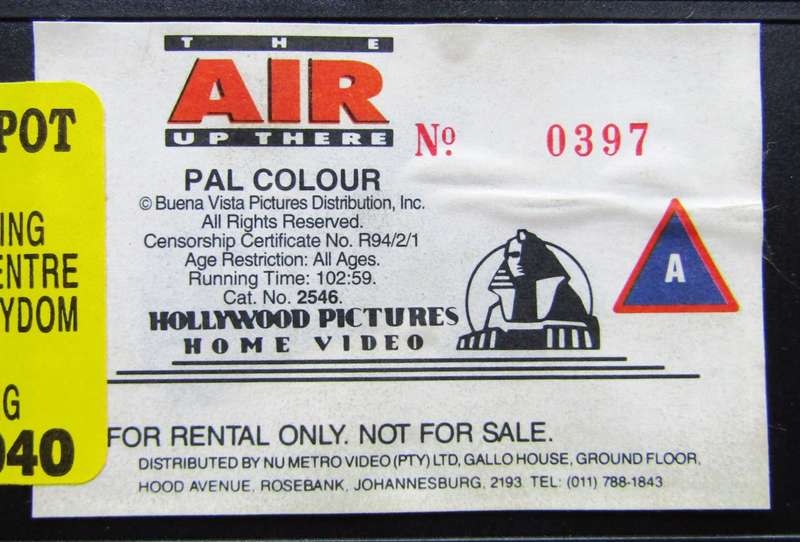 THE
AIR
UP THERE
Nº 0397
PAL COLOUR
© Buena Vista Pictures Distribution, Inc.
All Rights Reserved.
Censorship Certificate No. R94/2/1
Age Restriction: All Ages.
Running Time: 102:59.
Cat. No. 2546.
HOLLYWOOD PICTURES
HOME VIDEO
A
FOR RENTAL ONLY. NOT FOR SALE.
DISTRIBUTED BY NU METRO VIDEO (PTY) LTD, GALLO HOUSE, GROUND FLOOR,
HOOD AVENUE, ROSEBANK, JOHANNESBURG, 2193 TEL: (011) 788-1843
POT
ING
ENTRE
YDOM
G
040